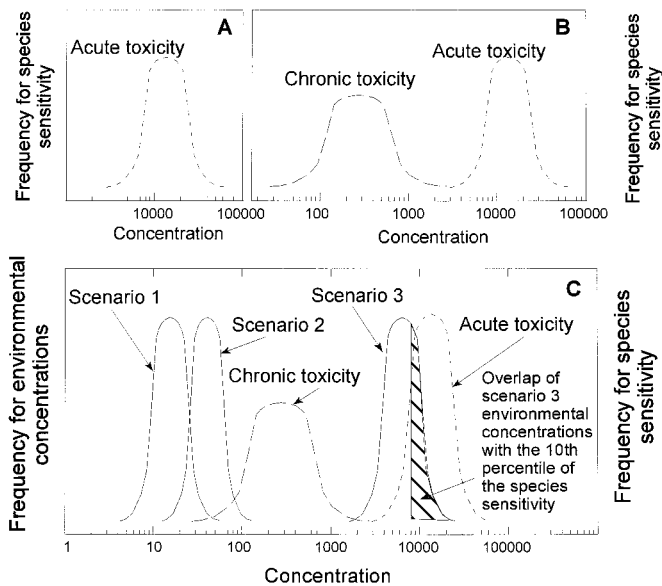 A
Acute toxicity
Frequency for species
sensitivity
10000
100000
Concentration
B
Acute toxicity
Chronic toxicity
Frequency for species
sensitivity
100
1000
10000
100000
Concentration
C
Scenario 1
Scenario 2
Chronic toxicity
Scenario 3
Acute toxicity
Overlap of
scenario 3
environmental
concentrations
with the 10th
percentile of
the species
sensitivity
Frequency for environmental
concentrations
Frequency for species
sensitivity
1
10
100
1000
10000
100000
Concentration